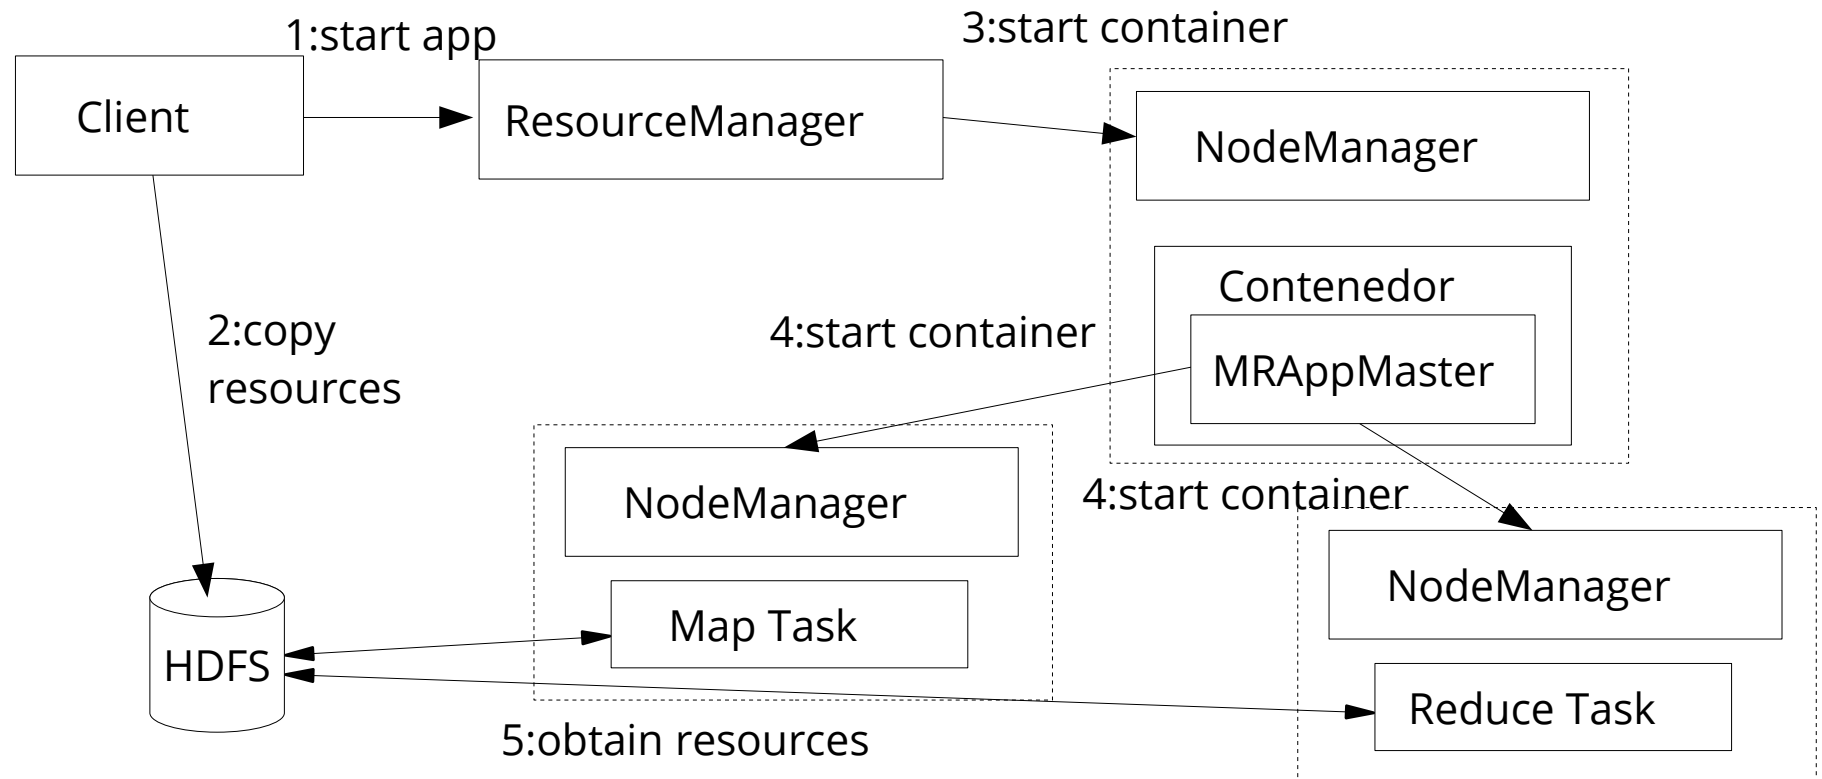 1:start app
3:start container
Client
ResourceManager
NodeManager
Contenedor
2:copy
resources
4:start container
MRAppMaster
NodeManager
4:start container
NodeManager
Map Task
HDFS
Reduce Task
5:obtain resources